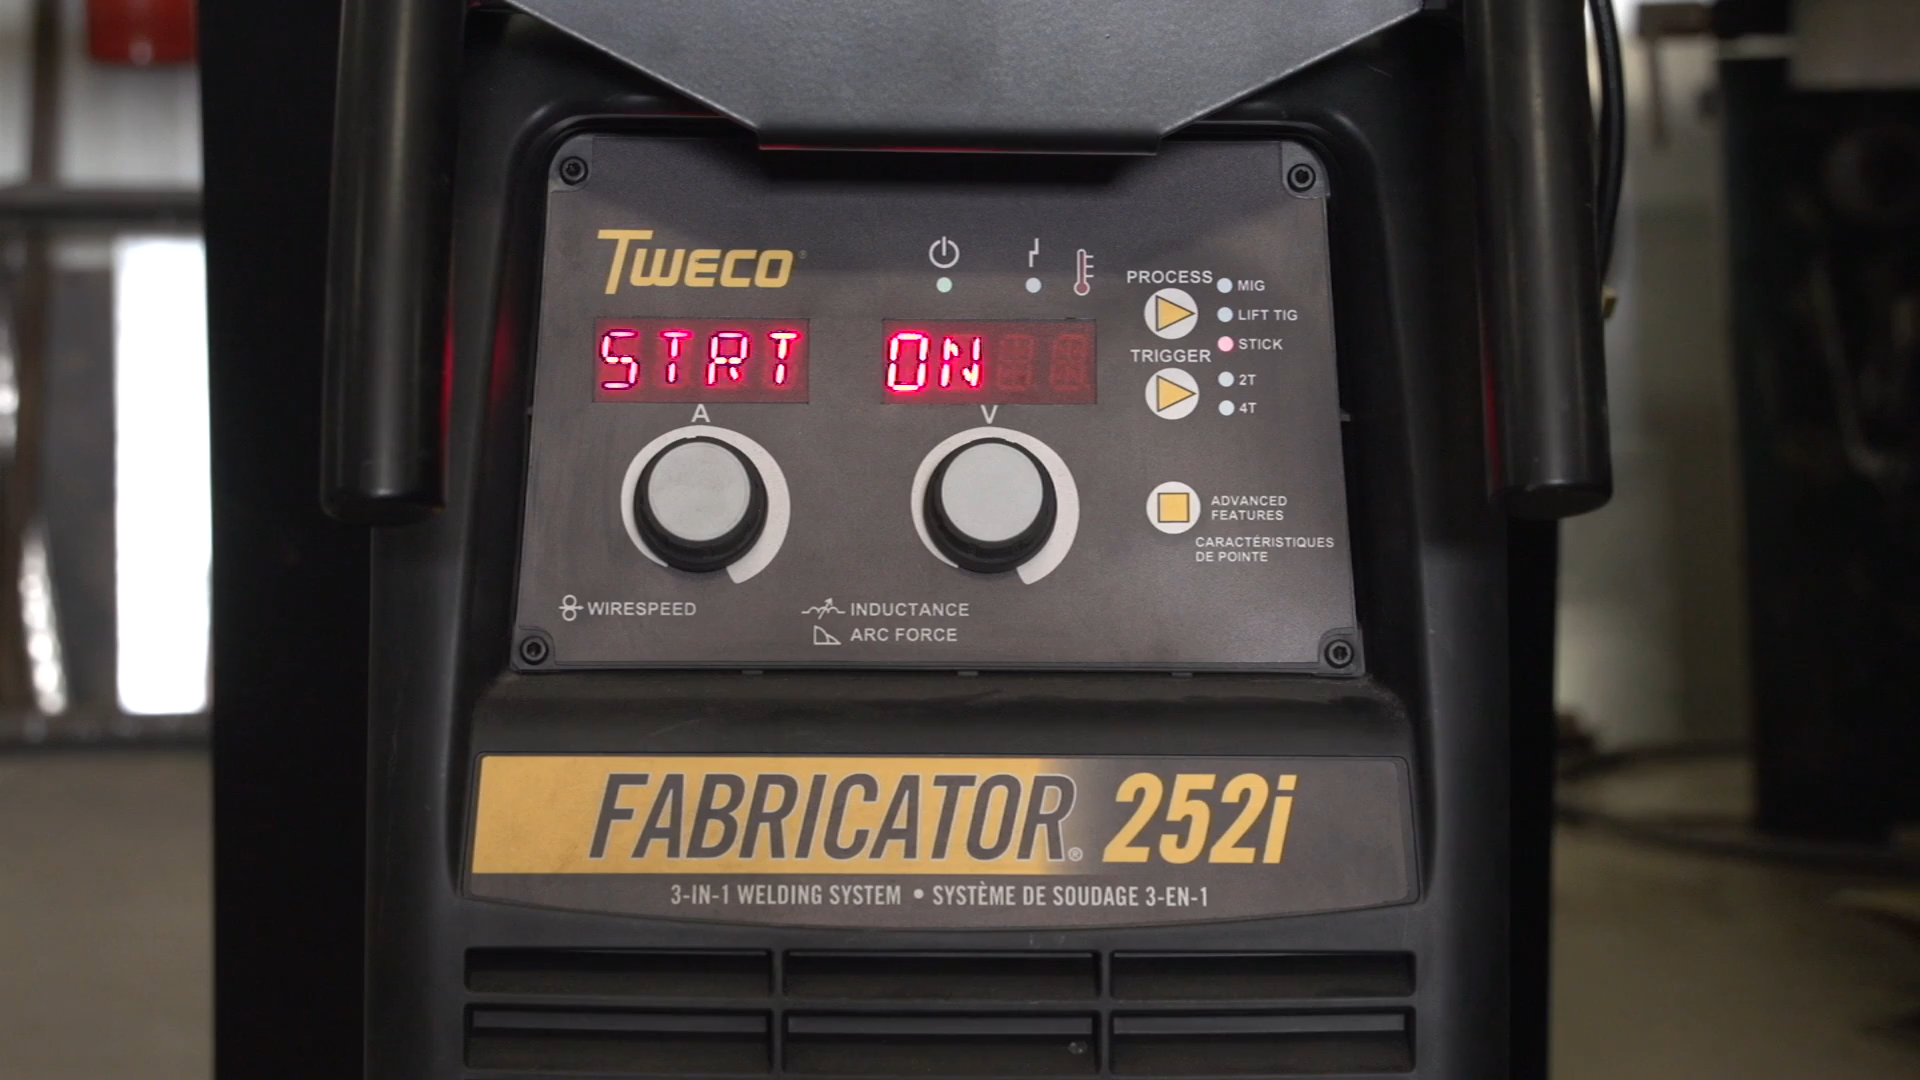 TWECO
PROCESS
MIG
LIFT TIG
STICK
TRIGGER
2T
4T
STRT ON
A V
ADVANCED
FEATURES
CARACTÉRISTIQUES
DE POINTE
WIRESPEED
INDUCTANCE
ARC FORCE
FABRICATOR® 252i
3-IN-1 WELDING SYSTEM • SYSTÈME DE SOUDAGE 3-EN-1